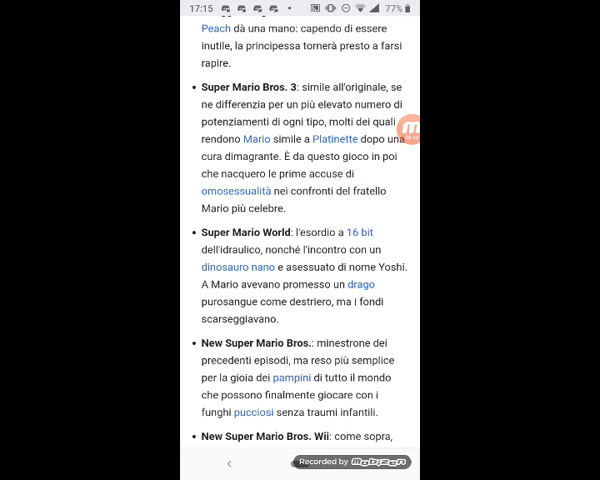 17:15
77%
Peach dà una mano: capendo di essere
inutile, la principessa tornerà presto a farsi
rapire.
• Super Mario Bros. 3: simile all'originale, se
ne differenzia per un più elevato numero di
potenziamenti di ogni tipo, molti dei quali
rendono Mario simile a Platinette dopo una
cura dimagrante. È da questo gioco in poi
che nacquero le prime accuse di
omosessualità nei confronti del fratello
Mario più celebre.
• Super Mario World: l'esordio a 16 bit
dell'idraulico, nonché l'incontro con un
dinosauro nano e asessuato di nome Yoshi.
A Mario avevano promesso un drago
purosangue come destriero, ma i fondi
scarseggiavano.
• New Super Mario Bros.: minestrone dei
precedenti episodi, ma reso più semplice
per la gioia dei pampini di tutto il mondo
che possono finalmente giocare con i
funghi pucciosi senza traumi infantili.
• New Super Mario Bros. Wii: come sopra,
Recorded by mobizen